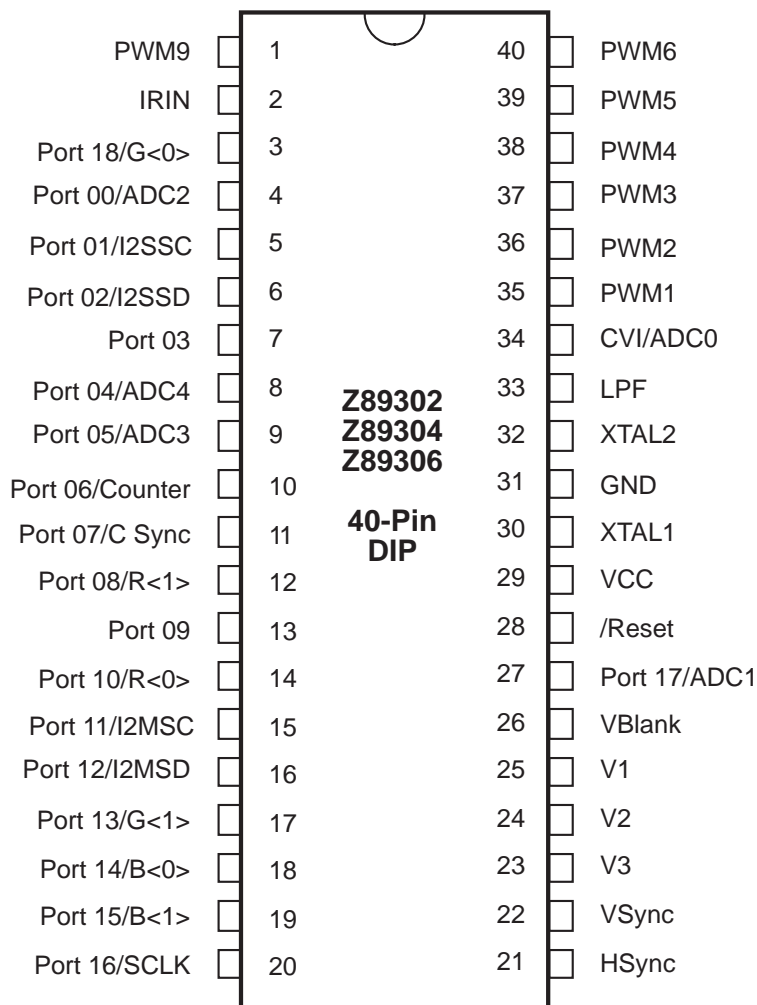 PWM9 1 40 PWM6
IRIN 2 39 PWM5
Port 18/G<0> 3 38 PWM4
Port 00/ADC2 4 37 PWM3
Port 01/I2SSC 5 36 PWM2
Port 02/I2SSD 6 35 PWM1
Port 03 7 34 CVI/ADC0
Port 04/ADC4 8 33 LPF
Z89302
Port 05/ADC3 9 32 XTAL2
Z89304
Z89306
Port 06/Counter 10 31 GND
40-Pin
Port 07/C Sync 11 30 XTAL1
DIP
Port 08/R<1> 12 29 VCC
Port 09 13 28 /Reset
Port 10/R<0> 14 27 Port 17/ADC1
Port 11/I2MSC 15 26 VBlank
Port 12/I2MSD 16 25 V1
Port 13/G<1> 17 24 V2
Port 14/B<0> 18 23 V3
Port 15/B<1> 19 22 VSync
Port 16/SCLK 20 21 HSync